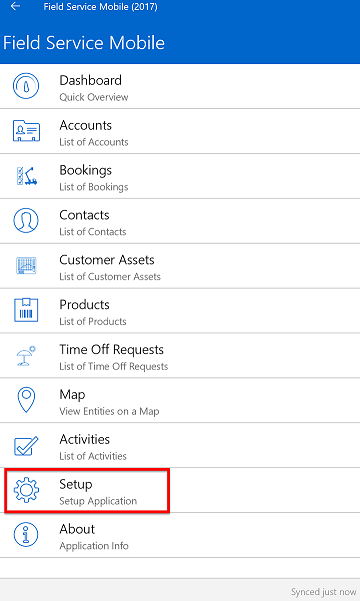 Field Service Mobile (2017)
Field Service Mobile
Dashboard
Quick Overview
Accounts
List of Accounts
Bookings
List of Bookings
Contacts
List of Contacts
Customer Assets
List of Customer Assets
Products
List of Products
Time Off Requests
List of Time Off Requests
Map
View Entities on a Map
Activities
List of Activities
Setup
Setup Application
About
Application Info
Synced just now